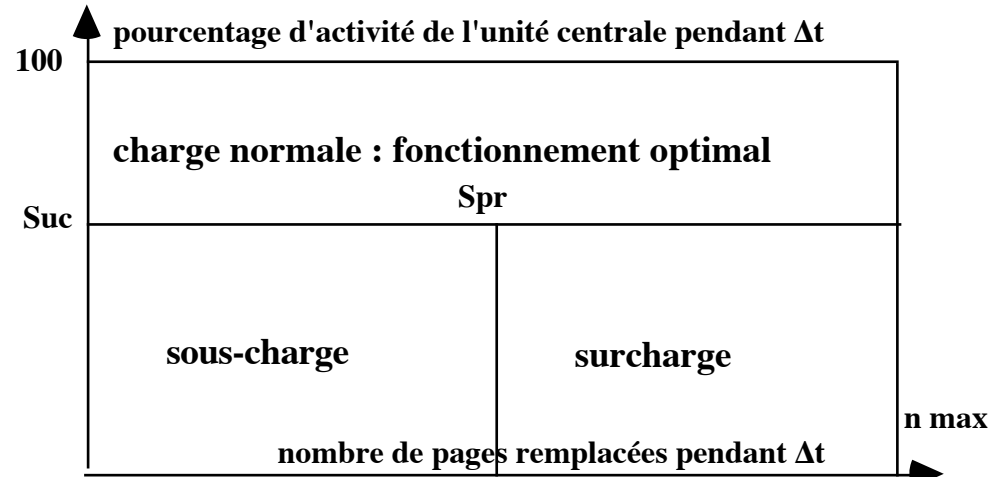 pourcentage d'activité de l'unité centrale pendant Δt
100
charge normale : fonctionnement optimal
Spr
Suc
sous-charge
surcharge
n max
nombre de pages remplacées pendant Δt